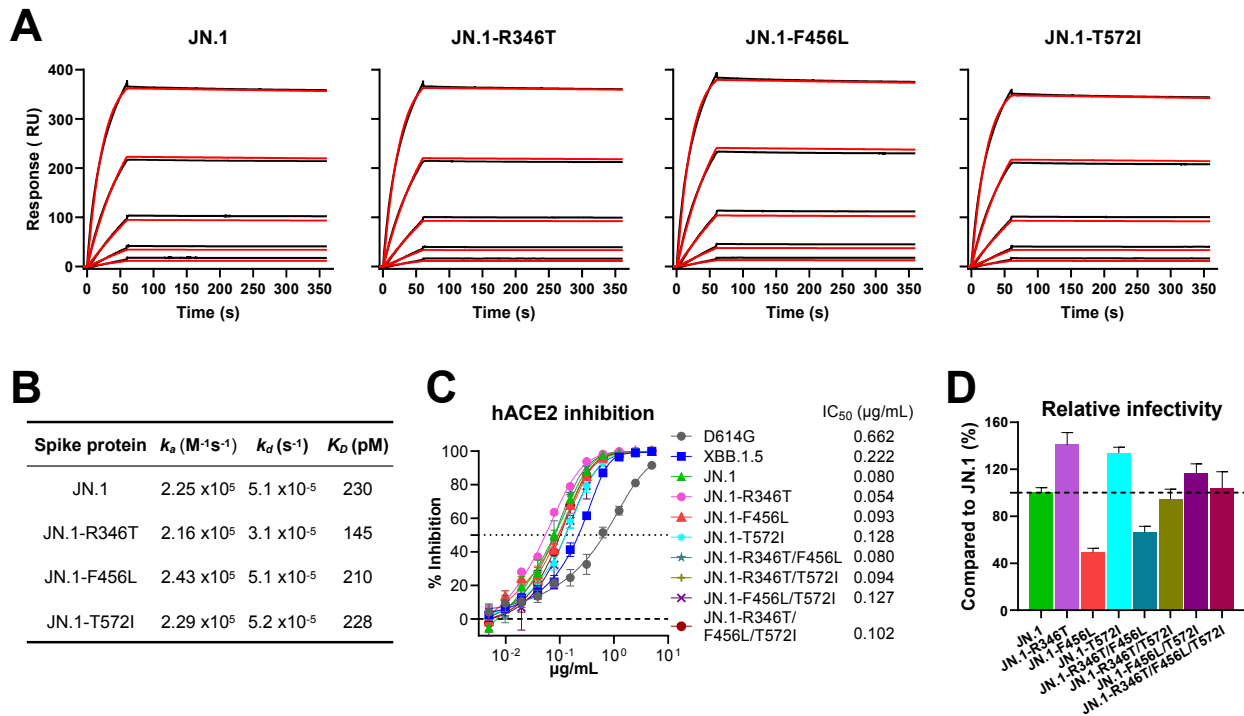 A
JN.1
JN.1-R346T
JN.1-F456L
JN.1-T572I
Response ( RU)
400
300
200
100
0
0 50 100 150 200 250 300 350
0 50 100 150 200 250 300 350
0 50 100 150 200 250 300 350
0 50 100 150 200 250 300 350
Time (s)
Time (s)
Time (s)
Time (s)
B
Spike protein kₐ (M⁻¹s⁻¹) k_d (s⁻¹) K_D (pM)
JN.1 2.25 x10⁵ 5.1 x10⁻⁵ 230
JN.1-R346T 2.16 x10⁵ 3.1 x10⁻⁵ 145
JN.1-F456L 2.43 x10⁵ 5.1 x10⁻⁵ 210
JN.1-T572I 2.29 x10⁵ 5.2 x10⁻⁵ 228
C
hACE2 inhibition
% Inhibition
100
80
60
40
20
0
10⁻² 10⁻¹ 10⁰ 10¹
µg/mL
IC₅₀ (µg/mL)
D614G 0.662
XBB.1.5 0.222
JN.1 0.080
JN.1-R346T 0.054
JN.1-F456L 0.093
JN.1-T572I 0.128
JN.1-R346T/F456L 0.080
JN.1-R346T/T572I 0.094
JN.1-F456L/T572I 0.127
JN.1-R346T/
F456L/T572I 0.102
D
Relative infectivity
Compared to JN.1 (%)
160
120
80
40
0
JN.1
JN.1-R346T
JN.1-F456L
JN.1-T572I
JN.1-R346T/F456L
JN.1-R346T/T572I
JN.1-F456L/T572I
JN.1-R346T/F456L/T572I